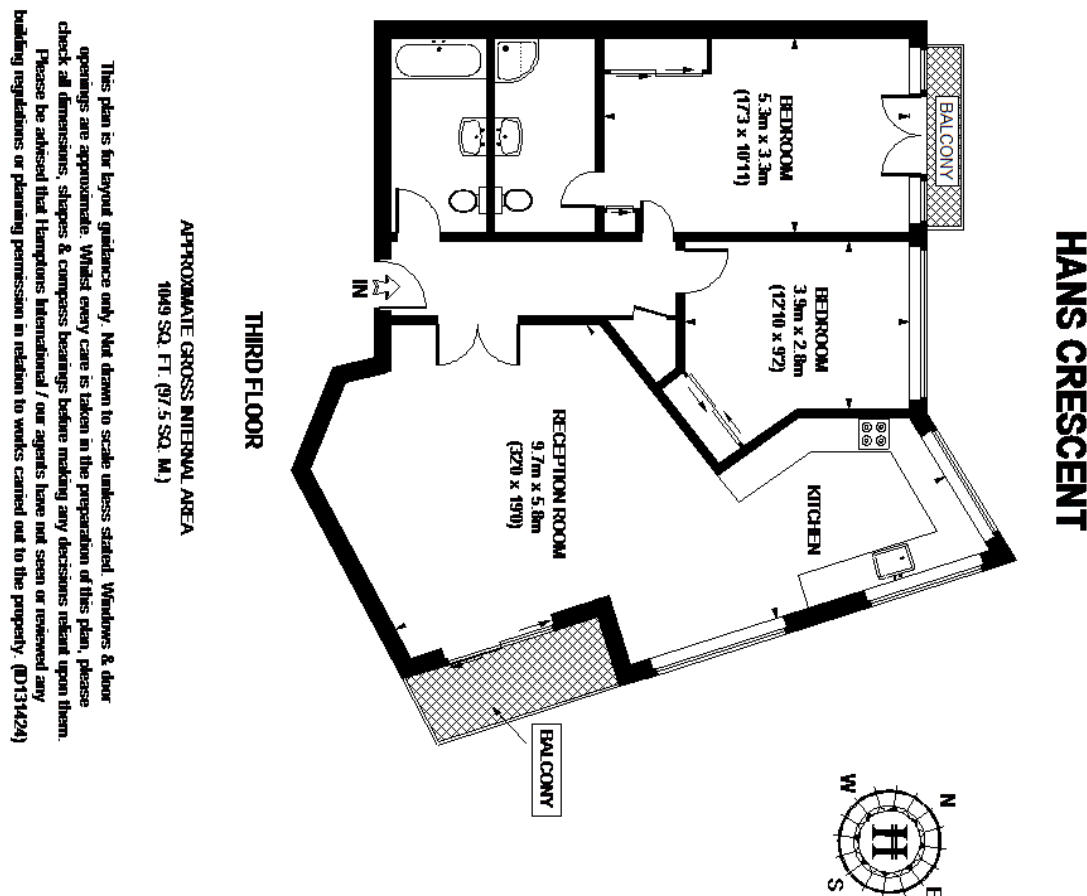 HANS CRESCENT
BALCONY
BEDROOM
5.3m x 3.3m
(17'3 x 10'11)
BEDROOM
3.9m x 2.8m
(12'10 x 9'2)
KITCHEN
RECEPTION ROOM
9.7m x 5.8m
(32'0 x 19'0)
IN
BALCONY
N
E
S
W
H
THIRD FLOOR
APPROXIMATE GROSS INTERNAL AREA
1049 SQ. FT. (97.5 SQ. M.)
This plan is for layout guidance only. Not drawn to scale unless stated. Windows & door
openings are approximate. Whilst every care is taken in the preparation of this plan, please
check all dimensions, shapes & compass bearings before making any decisions reliant upon them.
Please be advised that Hamptons International / our agents have not seen or reviewed any
building regulations or planning permission in relation to works carried out to the property. (ID131424)